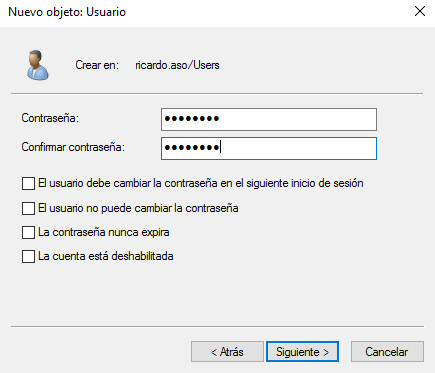 Nuevo objeto: Usuario
Crear en: ricardo.aso/Users
Contraseña: ●●●●●●●●
Confirmar contraseña: ●●●●●●●●
El usuario debe cambiar la contraseña en el siguiente inicio de sesión
El usuario no puede cambiar la contraseña
La contraseña nunca expira
La cuenta está deshabilitada
< Atrás Siguiente > Cancelar